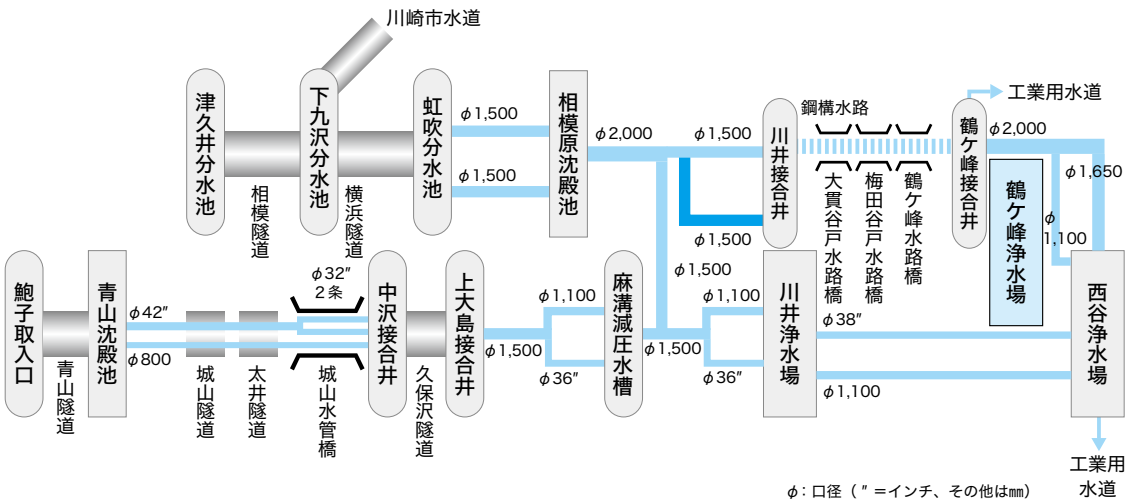 川崎市水道
津久井分水池
相模隧道
下九沢分水池
横浜隧道
虹吹分水池
φ1,500
φ1,500
相模原沈殿池
φ2,000
φ1,500
φ1,500
川井接合井
鋼構水路
大貫谷戸水路橋
梅田谷戸水路橋
鶴ケ峰水路橋
鶴ケ峰接合井
工業用水道
φ2,000
φ1,650
鶴ケ峰浄水場
φ
1,100
鮑子取入口
青山隧道
青山沈殿池
φ42″
φ800
城山隧道
太井隧道
φ32″
2条
城山水管橋
中沢接合井
久保沢隧道
上大島接合井
φ1,500
φ1,100
φ36″
麻溝減圧水槽
φ1,500
φ1,500
φ1,100
φ36″
川井浄水場
φ38″
φ1,100
西谷浄水場
工業用
水道
φ：口径（ ″ ＝インチ、その他は㎜）